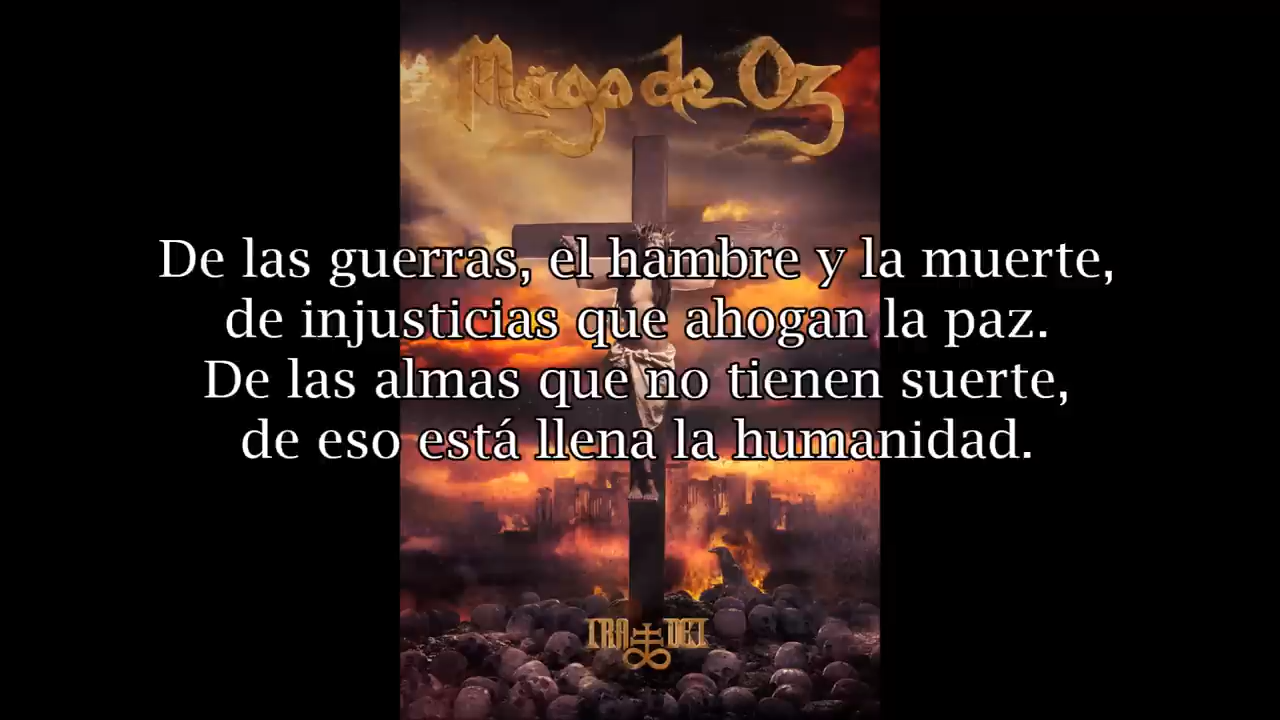 Mägo de Oz
De las guerras, el hambre y la muerte,
de injusticias que ahogan la paz.
De las almas que no tienen suerte,
de eso está llena la humanidad.
IRA DEI